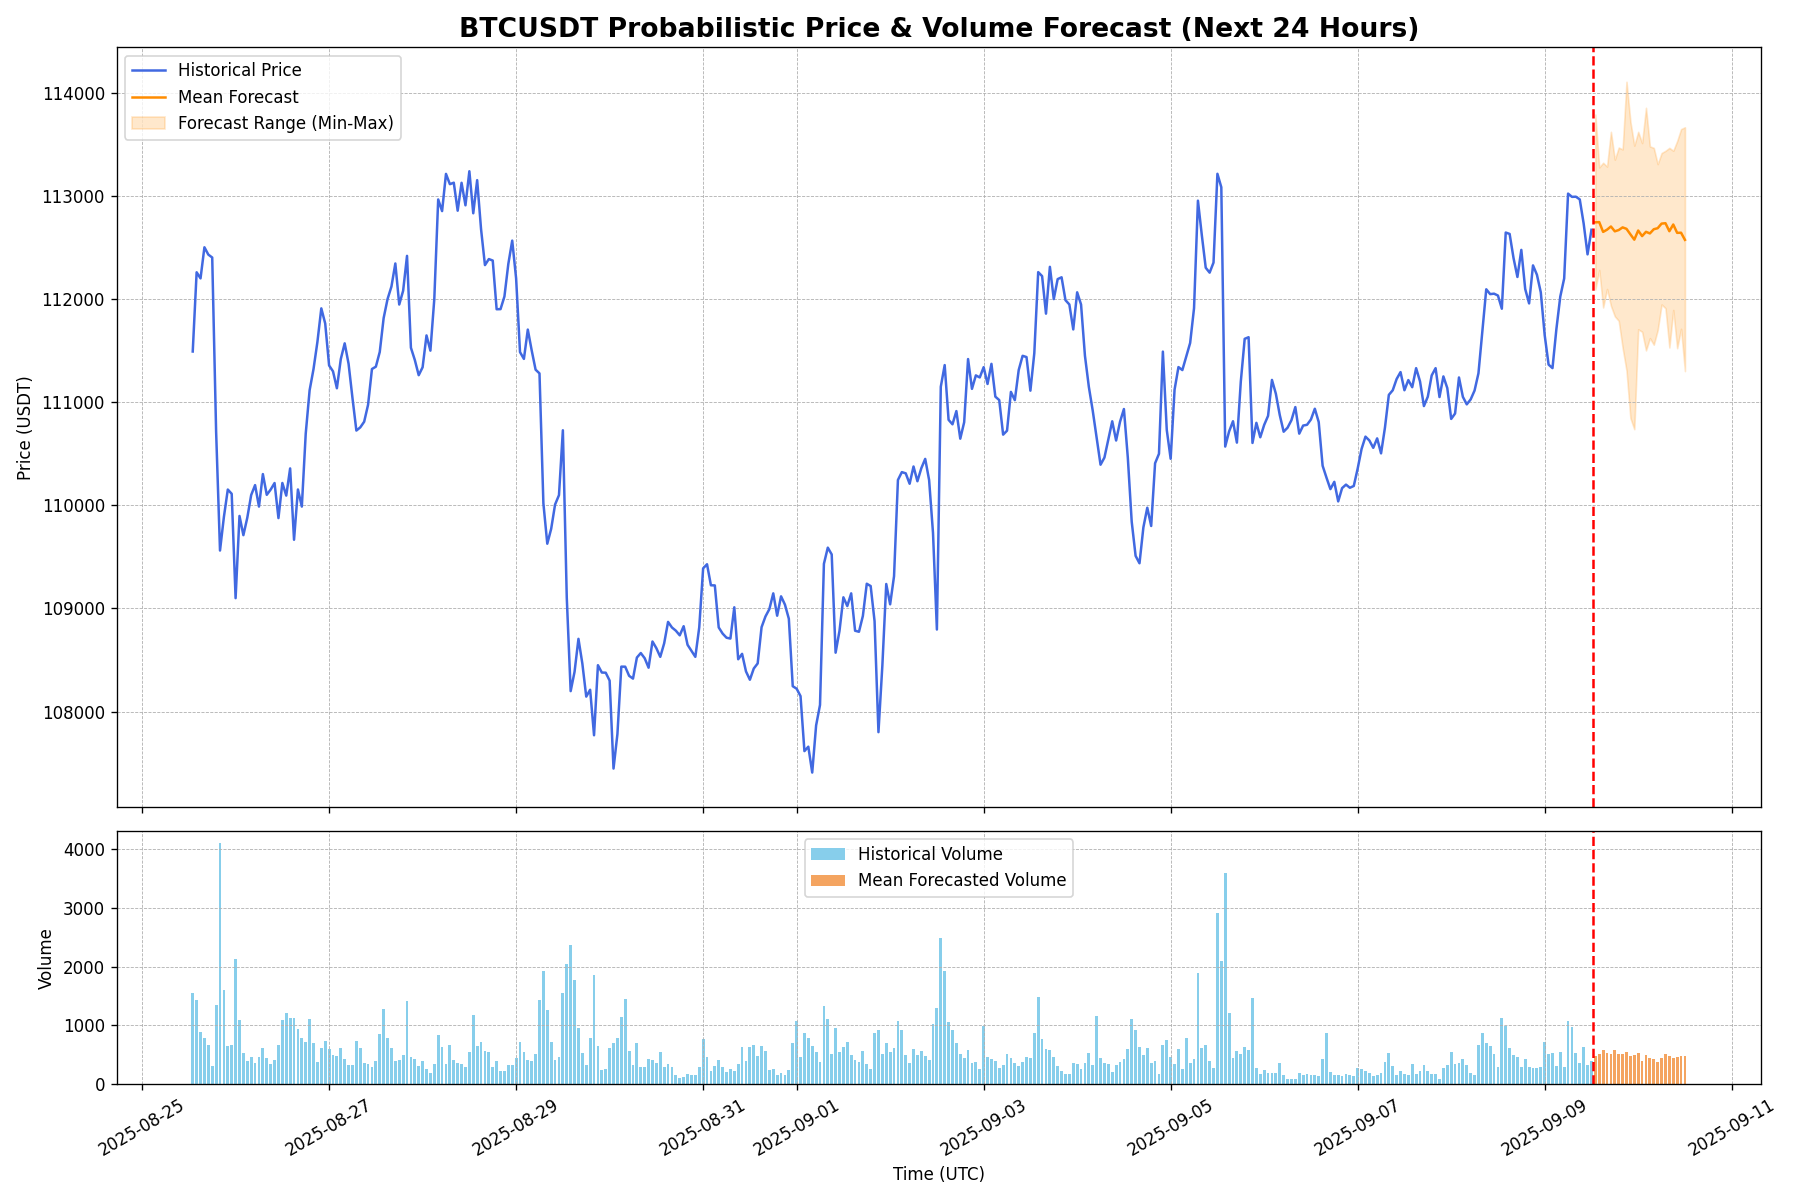 BTCUSDT Probabilistic Price & Volume Forecast (Next 24 Hours)
Historical Price
Mean Forecast
Forecast Range (Min-Max)
114000
113000
112000
111000
110000
109000
108000
Price (USDT)
Historical Volume
Mean Forecasted Volume
4000
3000
2000
1000
0
Volume
2025-08-25
2025-08-27
2025-08-29
2025-08-31
2025-09-01
2025-09-03
2025-09-05
2025-09-07
2025-09-09
2025-09-11
Time (UTC)